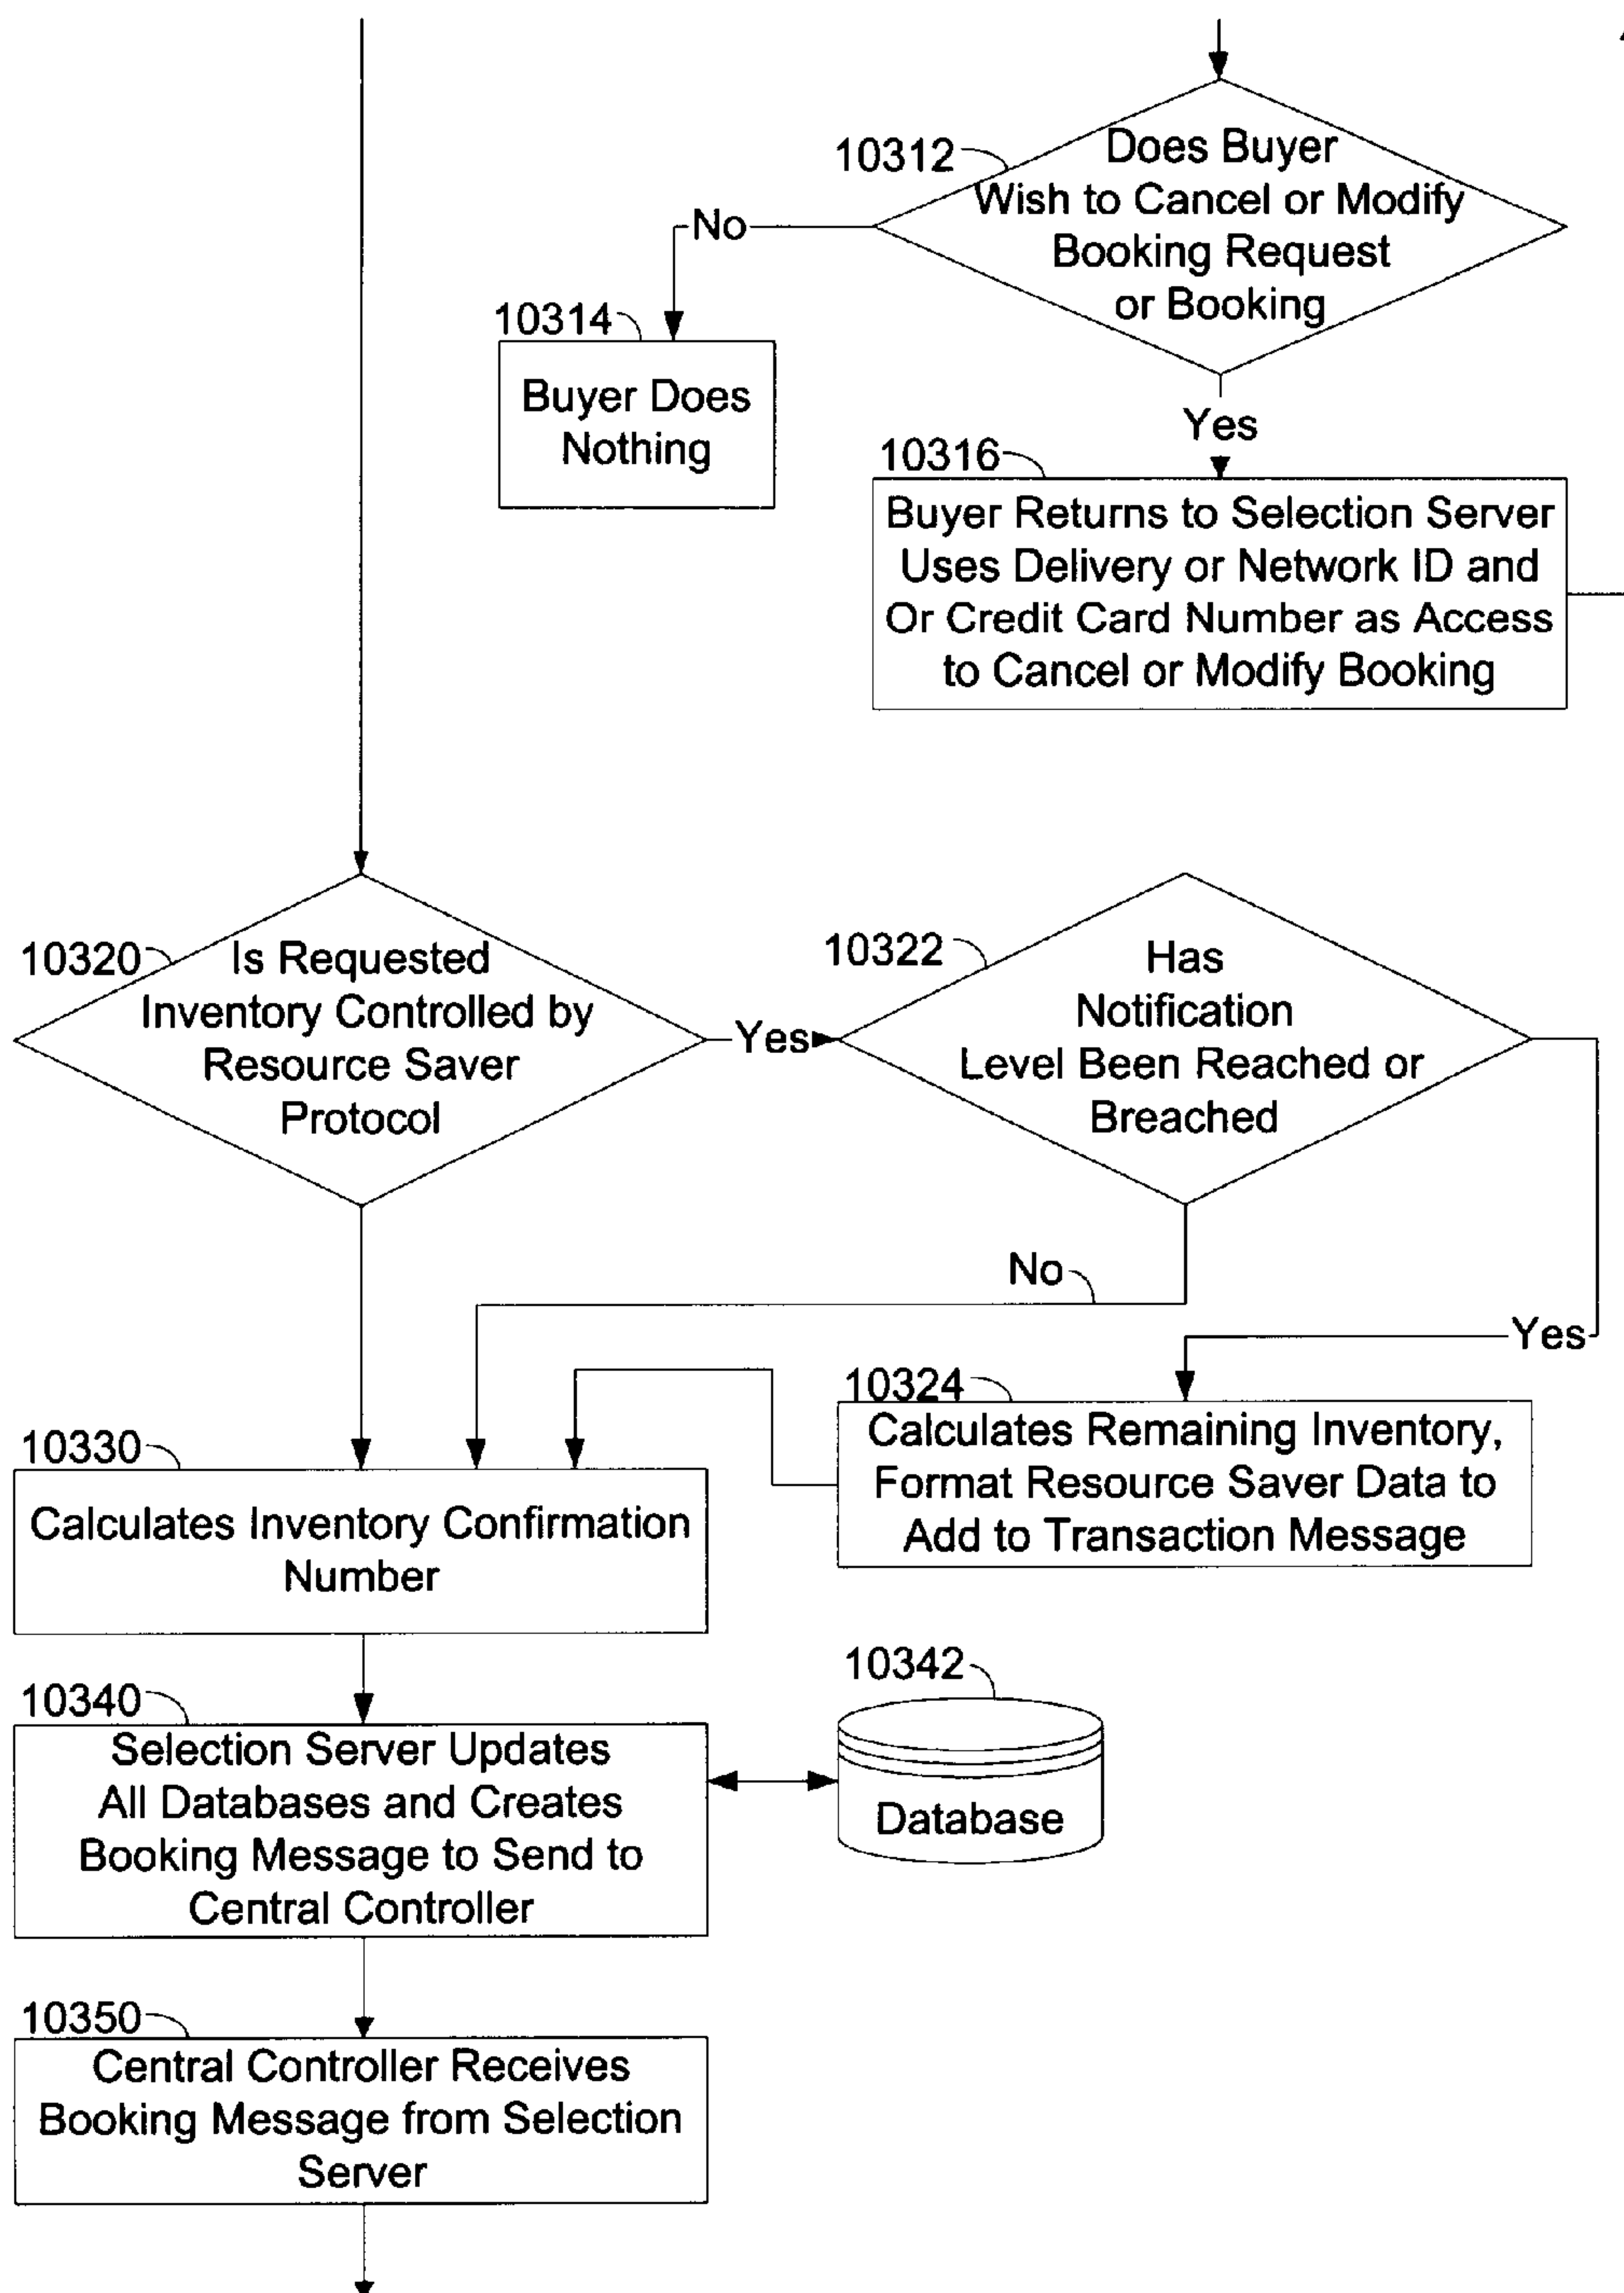 10312
Does Buyer
Wish to Cancel or Modify
Booking Request
or Booking
No
10314
Buyer Does
Nothing
Yes
10316
Buyer Returns to Selection Server
Uses Delivery or Network ID and
Or Credit Card Number as Access
to Cancel or Modify Booking
10320
Is Requested
Inventory Controlled by
Resource Saver
Protocol
Yes
10322
Has
Notification
Level Been Reached or
Breached
No
Yes
10324
Calculates Remaining Inventory,
Format Resource Saver Data to
Add to Transaction Message
10330
Calculates Inventory Confirmation
Number
10340
Selection Server Updates
All Databases and Creates
Booking Message to Send to
Central Controller
10342
Database
10350
Central Controller Receives
Booking Message from Selection
Server